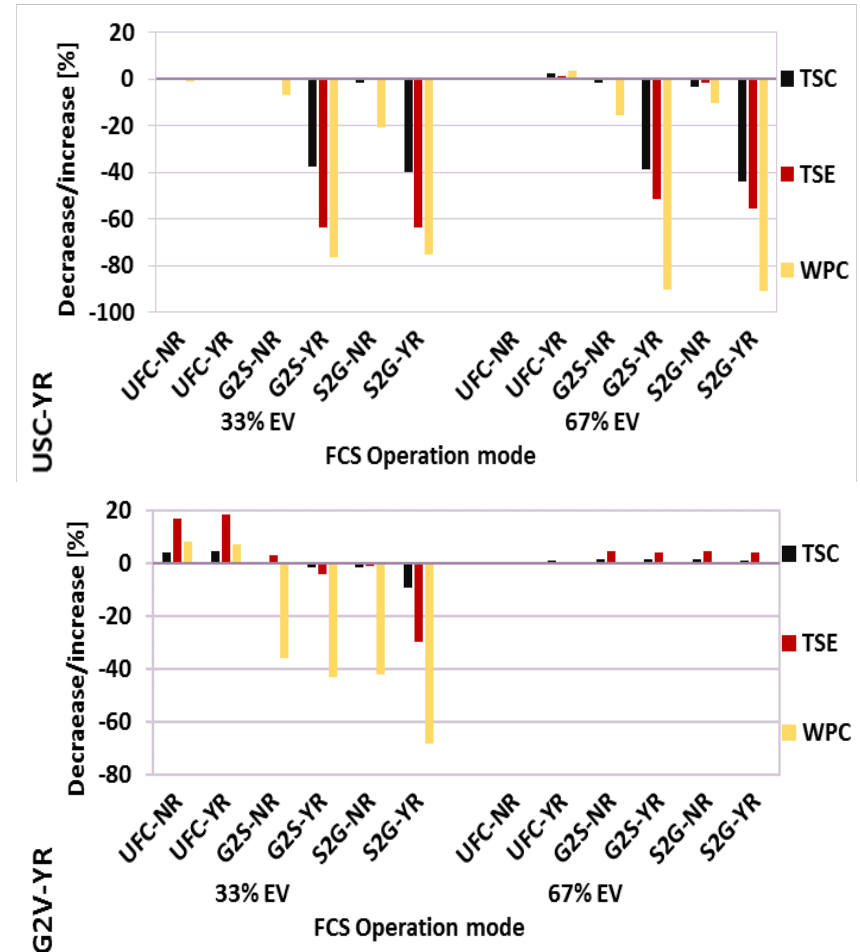 20
0
-20
-40
-60
-80
-100
Decraease/increase [%]
TSC
TSE
WPC
UFC-NR
UFC-YR
G2S-NR
G2S-YR
S2G-NR
S2G-YR
UFC-NR
UFC-YR
G2S-NR
G2S-YR
S2G-NR
S2G-YR
33% EV
67% EV
FCS Operation mode
USC-YR
20
0
-20
-40
-60
-80
Decraease/increase [%]
TSC
TSE
WPC
UFC-NR
UFC-YR
G2S-NR
G2S-YR
S2G-NR
S2G-YR
UFC-NR
UFC-YR
G2S-NR
G2S-YR
S2G-NR
S2G-YR
33% EV
67% EV
FCS Operation mode
G2V-YR